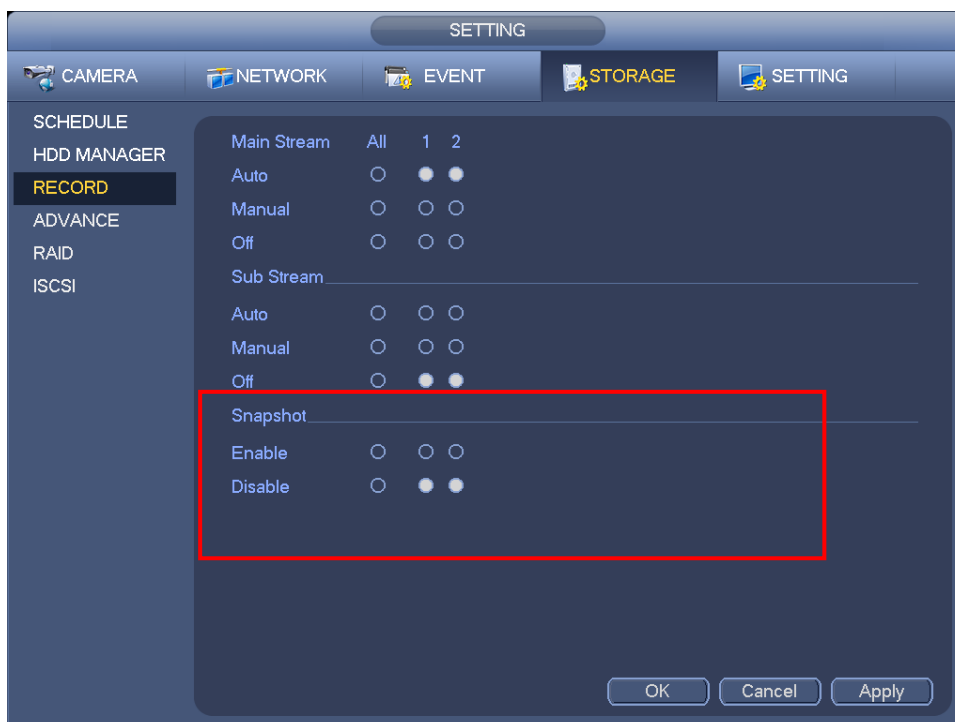 SETTING
CAMERA NETWORK EVENT STORAGE SETTING
SCHEDULE
HDD MANAGER
RECORD
ADVANCE
RAID
ISCSI
Main Stream All 1 2
Auto
Manual
Off
Sub Stream
Auto
Manual
Off
Snapshot
Enable
Disable
OK Cancel Apply